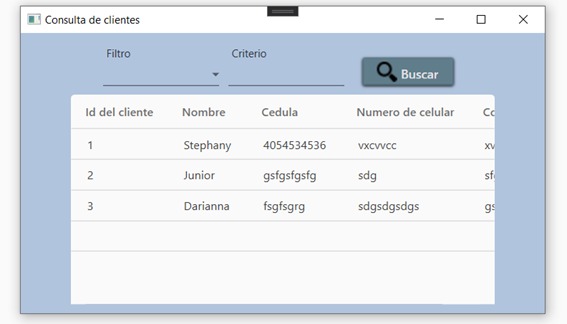 Consulta de clientes
Filtro Criterio
Buscar
Id del cliente Nombre Cedula Numero de celular Co
1 Stephany 4054534536 vxcvvcc xv
2 Junior gsfgsfgsfg sdg sf
3 Darianna fsgfsgrg sdgsdgsdgs gs